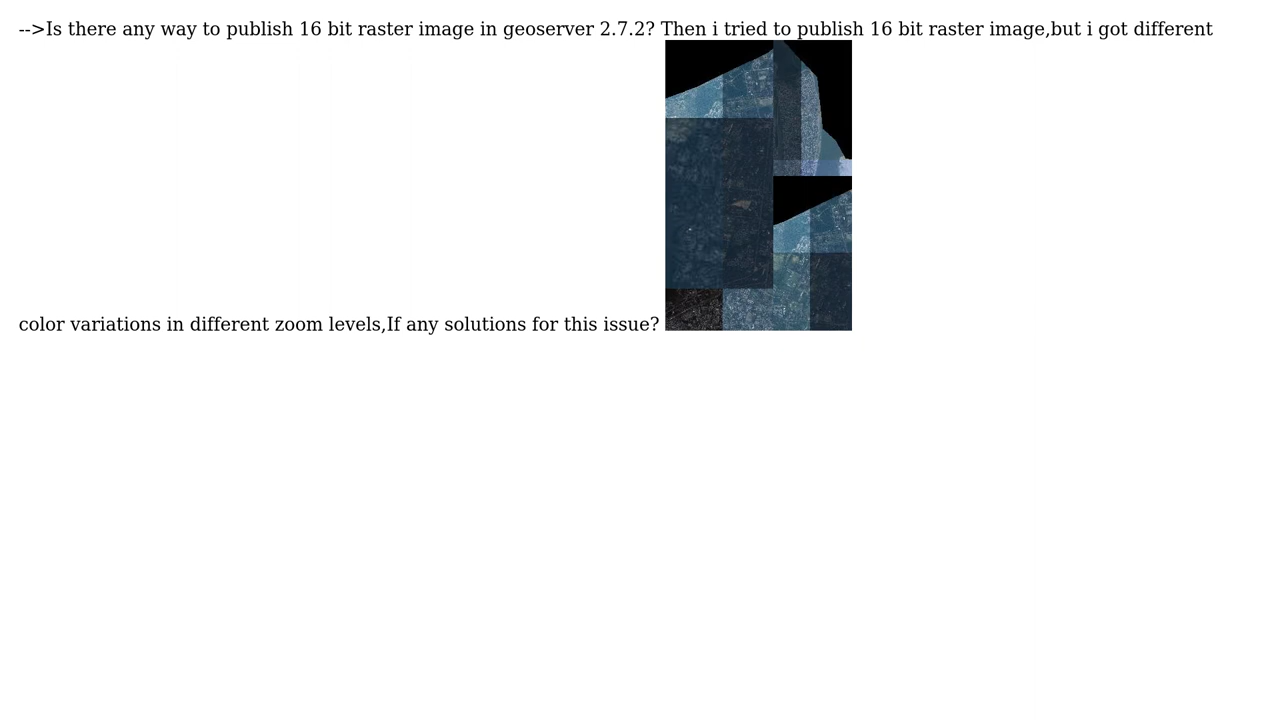 -->Is there any way to publish 16 bit raster image in geoserver 2.7.2? Then i tried to publish 16 bit raster image,but i got different
color variations in different zoom levels,If any solutions for this issue?